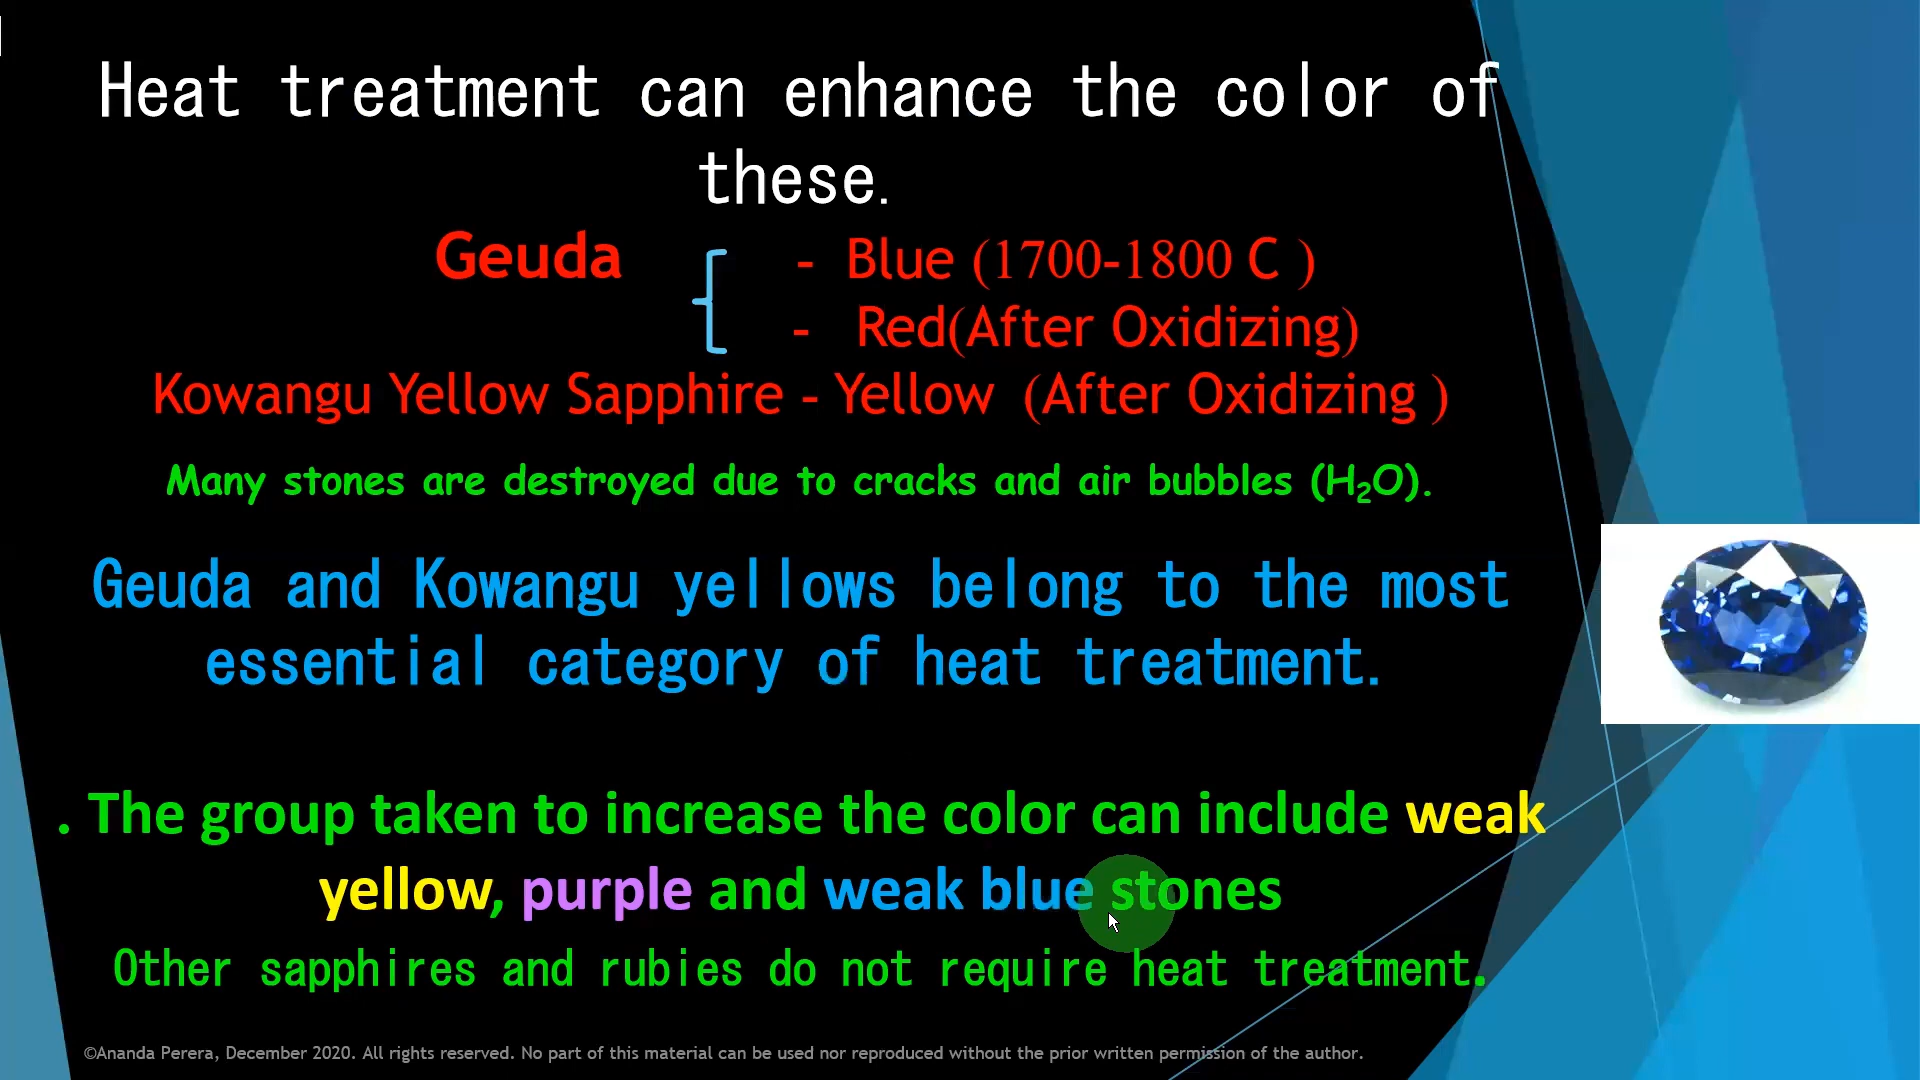 Heat treatment can enhance the color of
these.
Geuda - Blue (1700-1800 C )
- Red(After Oxidizing)
Kowangu Yellow Sapphire - Yellow (After Oxidizing )
Many stones are destroyed due to cracks and air bubbles (H₂O).
Geuda and Kowangu yellows belong to the most
essential category of heat treatment.
. The group taken to increase the color can include weak
yellow, purple and weak blue stones
Other sapphires and rubies do not require heat treatment.
©Ananda Perera, December 2020. All rights reserved. No part of this material can be used nor reproduced without the prior written permission of the author.